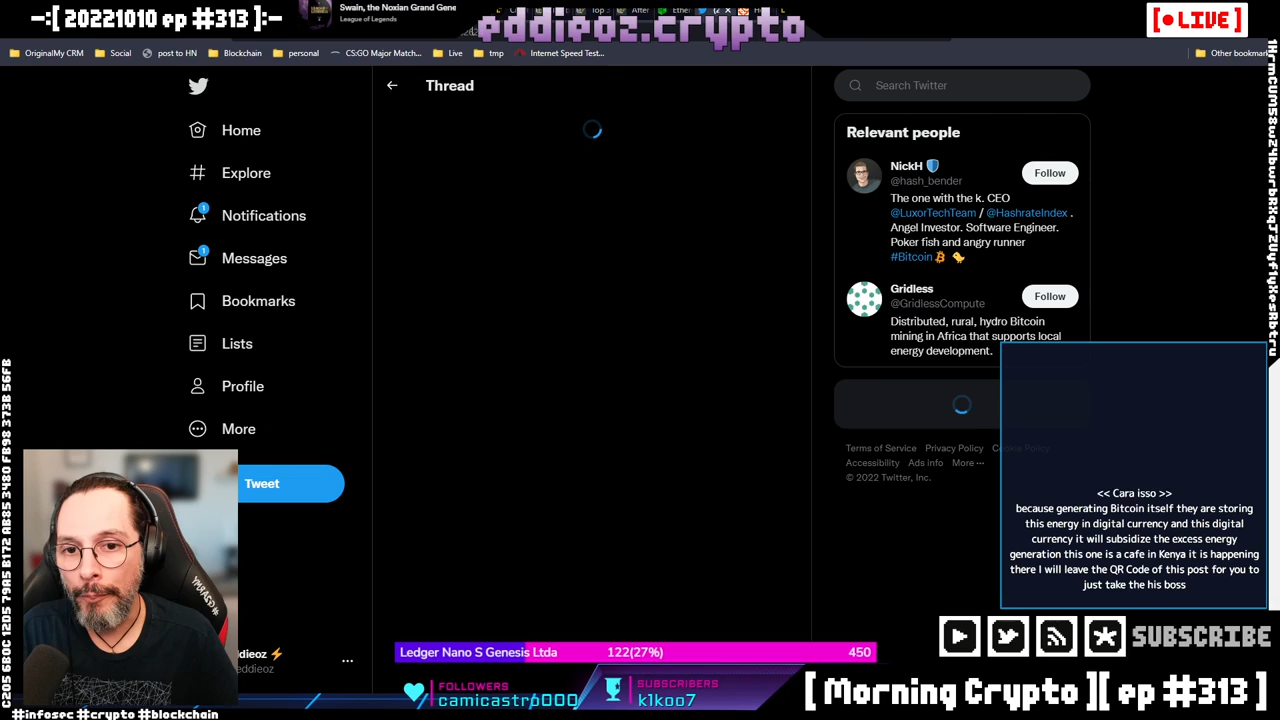 -:[ 20221010 ep #313 ]:-
Swain, the Noxian Grand Gene
League of Legends
eddieoz.crypto
[● LIVE]
OriginalMy CRM
Social
post to HN
Blockchain
personal
CS:GO Major Match...
Live
tmp
Internet Speed Test...
Other bookmar
Home
Explore
Notifications
Messages
Bookmarks
Lists
Profile
More
Tweet
Thread
Search Twitter
Relevant people
NickH
@hash_bender
Follow
The one with the k. CEO
@LuxorTechTeam / @HashrateIndex .
Angel Investor. Software Engineer.
Poker fish and angry runner
#Bitcoin
Gridless
@GridlessCompute
Follow
Distributed, rural, hydro Bitcoin
mining in Africa that supports local
energy development.
Terms of Service Privacy Policy Cookie Policy
Accessibility Ads info More ···
© 2022 Twitter, Inc.
<< Cara isso >>
because generating Bitcoin itself they are storing
this energy in digital currency and this digital
currency it will subsidize the excess energy
generation this one is a cafe in Kenya it is happening
there I will leave the QR Code of this post for you to
just take the his boss
ddieoz
eddieoz
Ledger Nano S Genesis Ltda 122(27%) 450
FOLLOWERS
camicastro000
SUBSCRIBERS
k1koo7
SUBSCRIBE
[ Morning Crypto ][ ep #313 ]
#infosec #crypto #blockchain